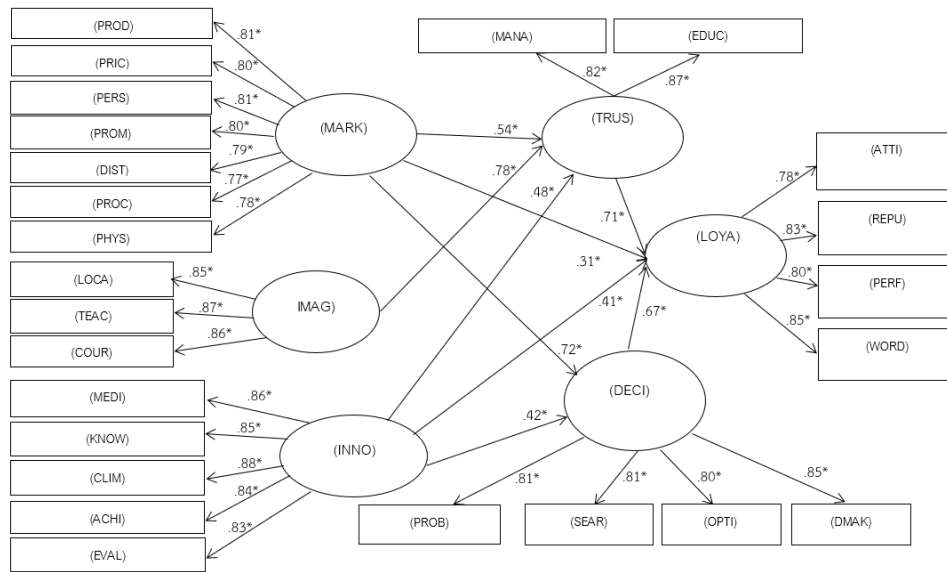 (PROD)
.81*
(PRIC)
.80*
(PERS)
.81*
(PROM)
.80*
(DIST)
.79*
(PROC)
.77*
(PHYS)
.78*
(MARK)
(MANA)
(EDUC)
.82*
.87*
(TRUS)
.54*
.78*
.48*
.71*
.31*
.41*
.67*
.72*
.42*
(LOYA)
(ATTI)
.78*
(REPU)
.83*
(PERF)
.80*
(WORD)
.85*
(LOCA)
.85*
(TEAC)
.87*
(COUR)
.86*
IMAG)
(MEDI)
.86*
(KNOW)
.85*
(CLIM)
.88*
(ACHI)
.84*
(EVAL)
.83*
(INNO)
(DECI)
.81*
.81*
.80*
.85*
(PROB)
(SEAR)
(OPTI)
(DMAK)